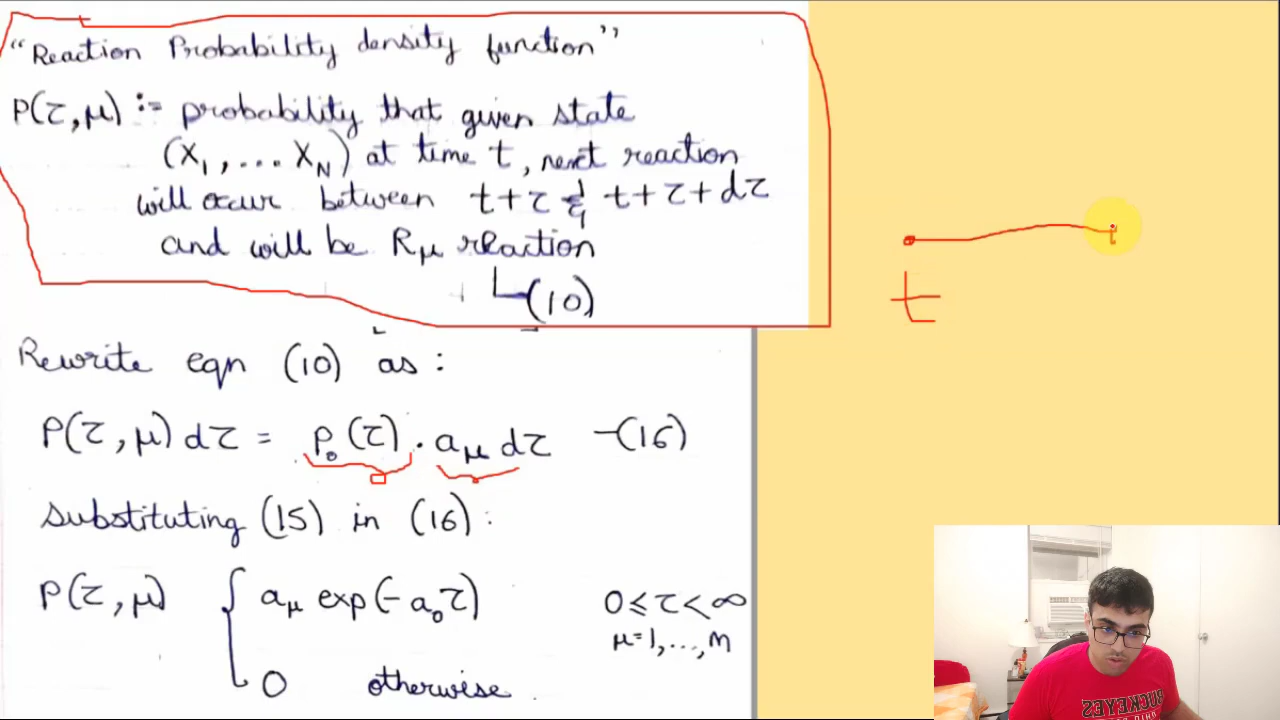 "Reaction Probability density function"
P(τ,μ) := probability that given state
(X₁,...X_N) at time t, next reaction
will occur between t+τ & t+τ+dτ
and will be Rμ reaction
(10)
t
Rewrite eqn (10) as:
P(τ,μ)dτ = P₀(τ).aμ dτ -(16)
substituting (15) in (16):
P(τ,μ) { aμ exp(-a₀τ) 0≤τ<∞
μ=1,...,M
0 otherwise
BUCKEYES